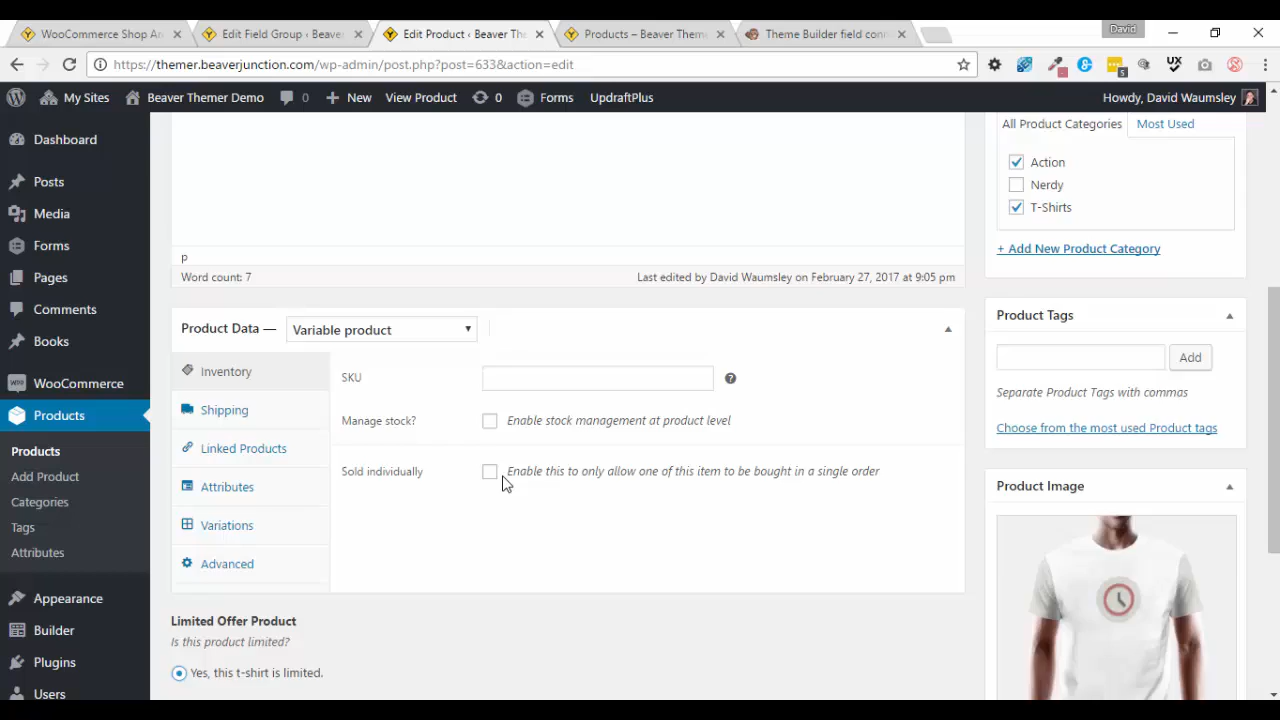 WooCommerce Shop Ar
Edit Field Group ‹ Beaver
Edit Product ‹ Beaver The
Products – Beaver Them
Theme Builder field conn
David
https://themer.beaverjunction.com/wp-admin/post.php?post=633&action=edit
5
UX
My Sites
Beaver Themer Demo
0
New
View Product
0
Forms
UpdraftPlus
Howdy, David Waumsley
Dashboard
Posts
Media
Forms
Pages
Comments
Books
WooCommerce
Products
Products
Add Product
Categories
Tags
Attributes
Appearance
Builder
Plugins
Users
p
Word count: 7
Last edited by David Waumsley on February 27, 2017 at 9:05 pm
Product Data —
Variable product
Inventory
Shipping
Linked Products
Attributes
Variations
Advanced
SKU
Manage stock?
Enable stock management at product level
Sold individually
Enable this to only allow one of this item to be bought in a single order
Limited Offer Product
Is this product limited?
Yes, this t-shirt is limited.
All Product Categories
Most Used
Action
Nerdy
T-Shirts
+ Add New Product Category
Product Tags
Add
Separate Product Tags with commas
Choose from the most used Product tags
Product Image